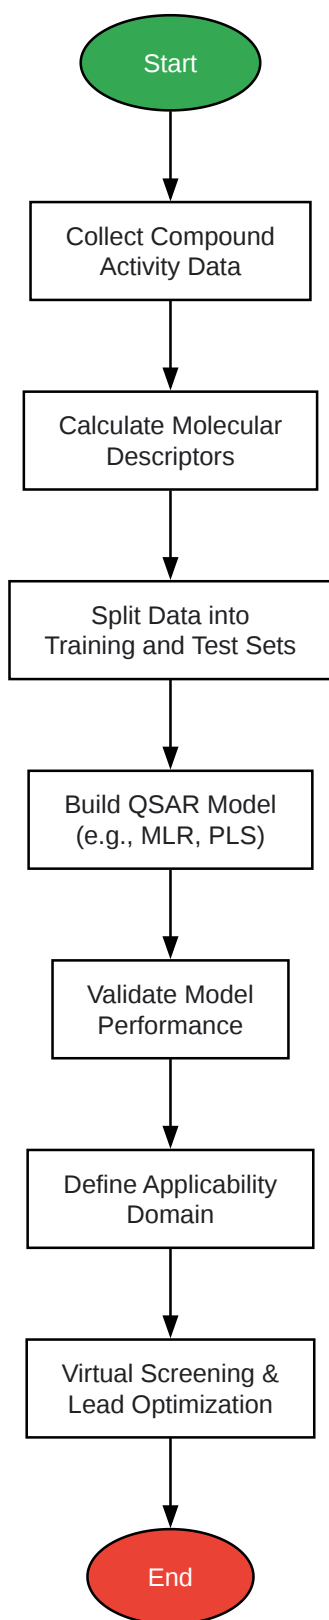 Start
Collect Compound
Activity Data
Calculate Molecular
Descriptors
Split Data into
Training and Test Sets
Build QSAR Model
(e.g., MLR, PLS)
Validate Model
Performance
Define Applicability
Domain
Virtual Screening &
Lead Optimization
End